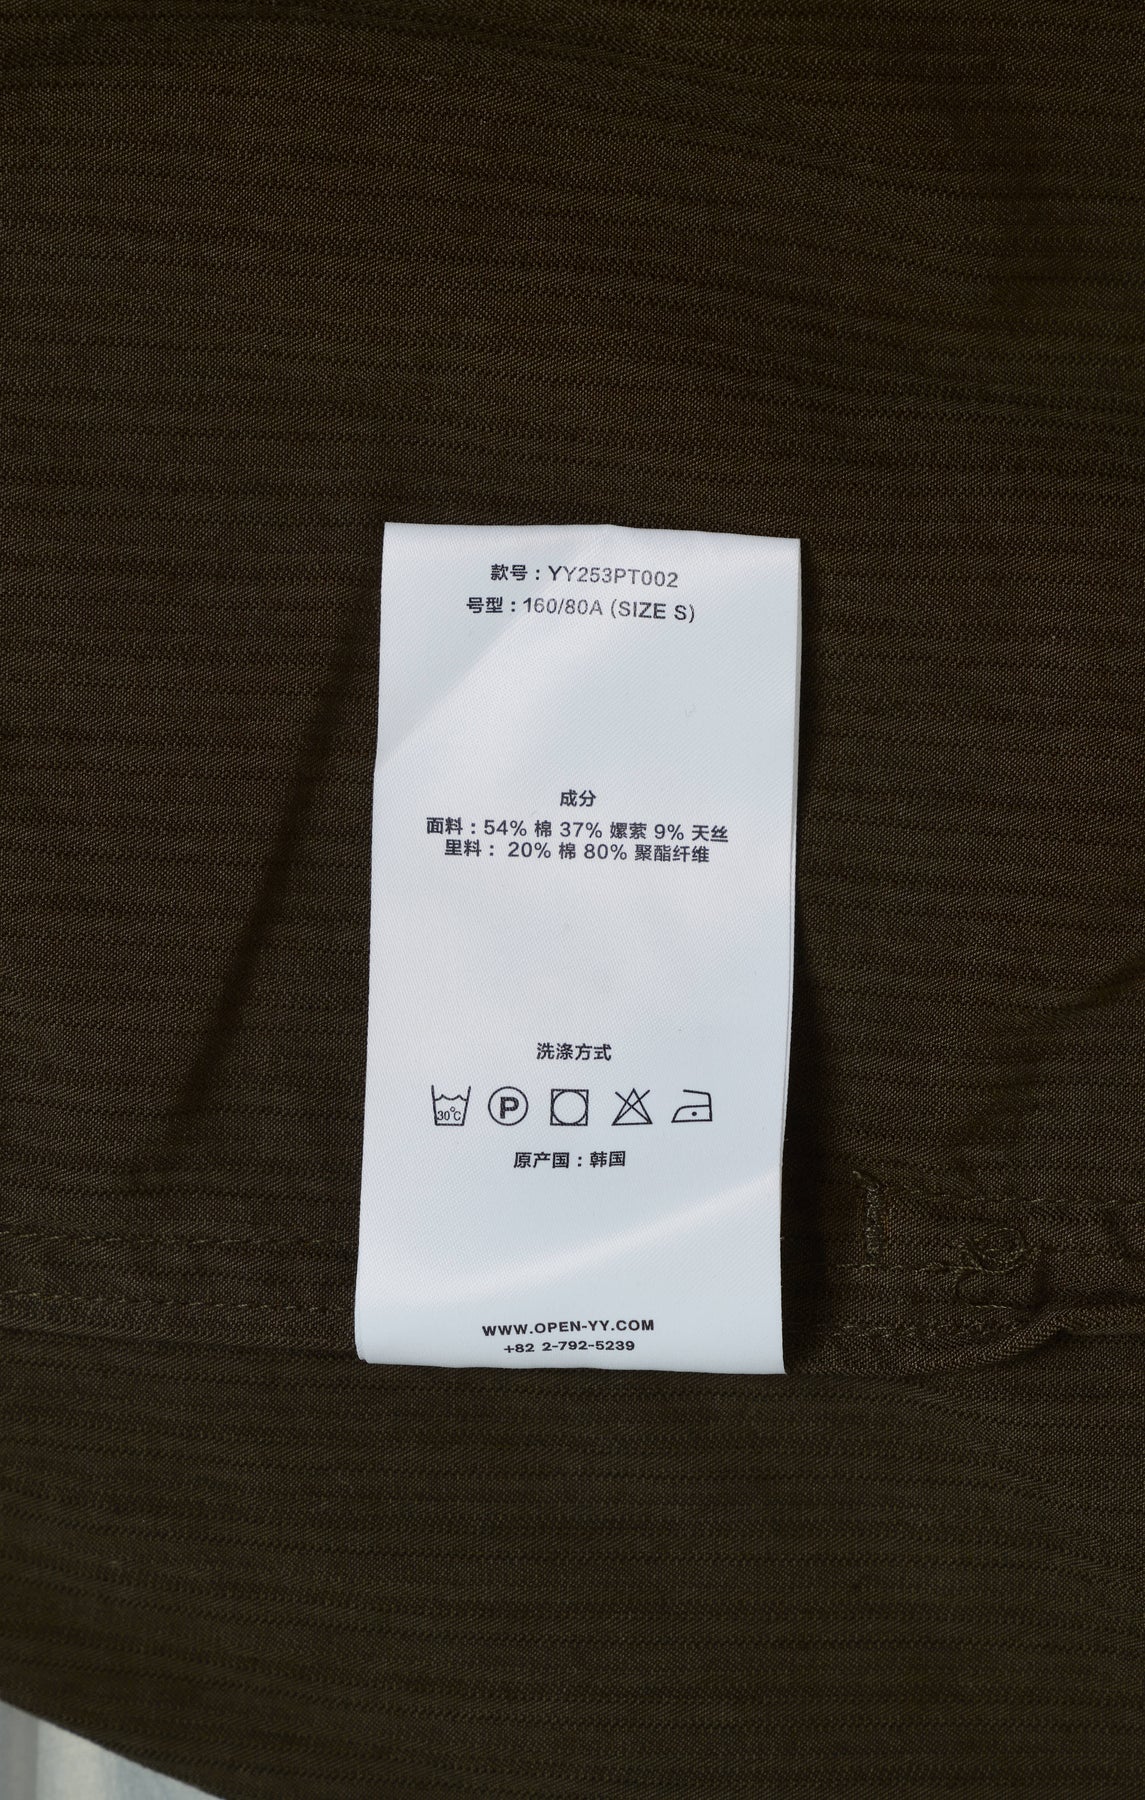 款号：YY253PT002
号型：160/80A (SIZE S)
成分
面料：54% 棉 37% 嫘萦 9% 天丝
里料： 20% 棉 80% 聚酯纤维
洗涤方式
30℃ P
原产国：韩国
WWW.OPEN-YY.COM
+82 2-792-5239